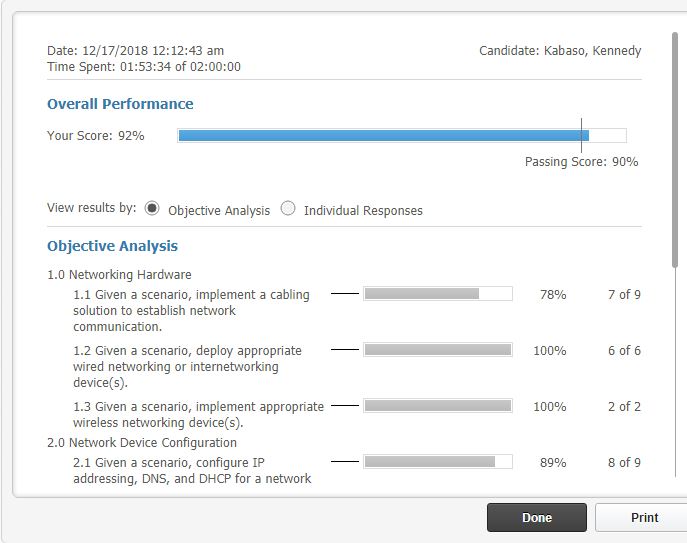 Date: 12/17/2018 12:12:43 am
Candidate: Kabaso, Kennedy
Time Spent: 01:53:34 of 02:00:00
Overall Performance
Your Score: 92%
Passing Score: 90%
View results by: Objective Analysis Individual Responses
Objective Analysis
1.0 Networking Hardware
1.1 Given a scenario, implement a cabling 78% 7 of 9
solution to establish network
communication.
1.2 Given a scenario, deploy appropriate 100% 6 of 6
wired networking or internetworking
device(s).
1.3 Given a scenario, implement appropriate 100% 2 of 2
wireless networking device(s).
2.0 Network Device Configuration
2.1 Given a scenario, configure IP 89% 8 of 9
addressing, DNS, and DHCP for a network
Done Print